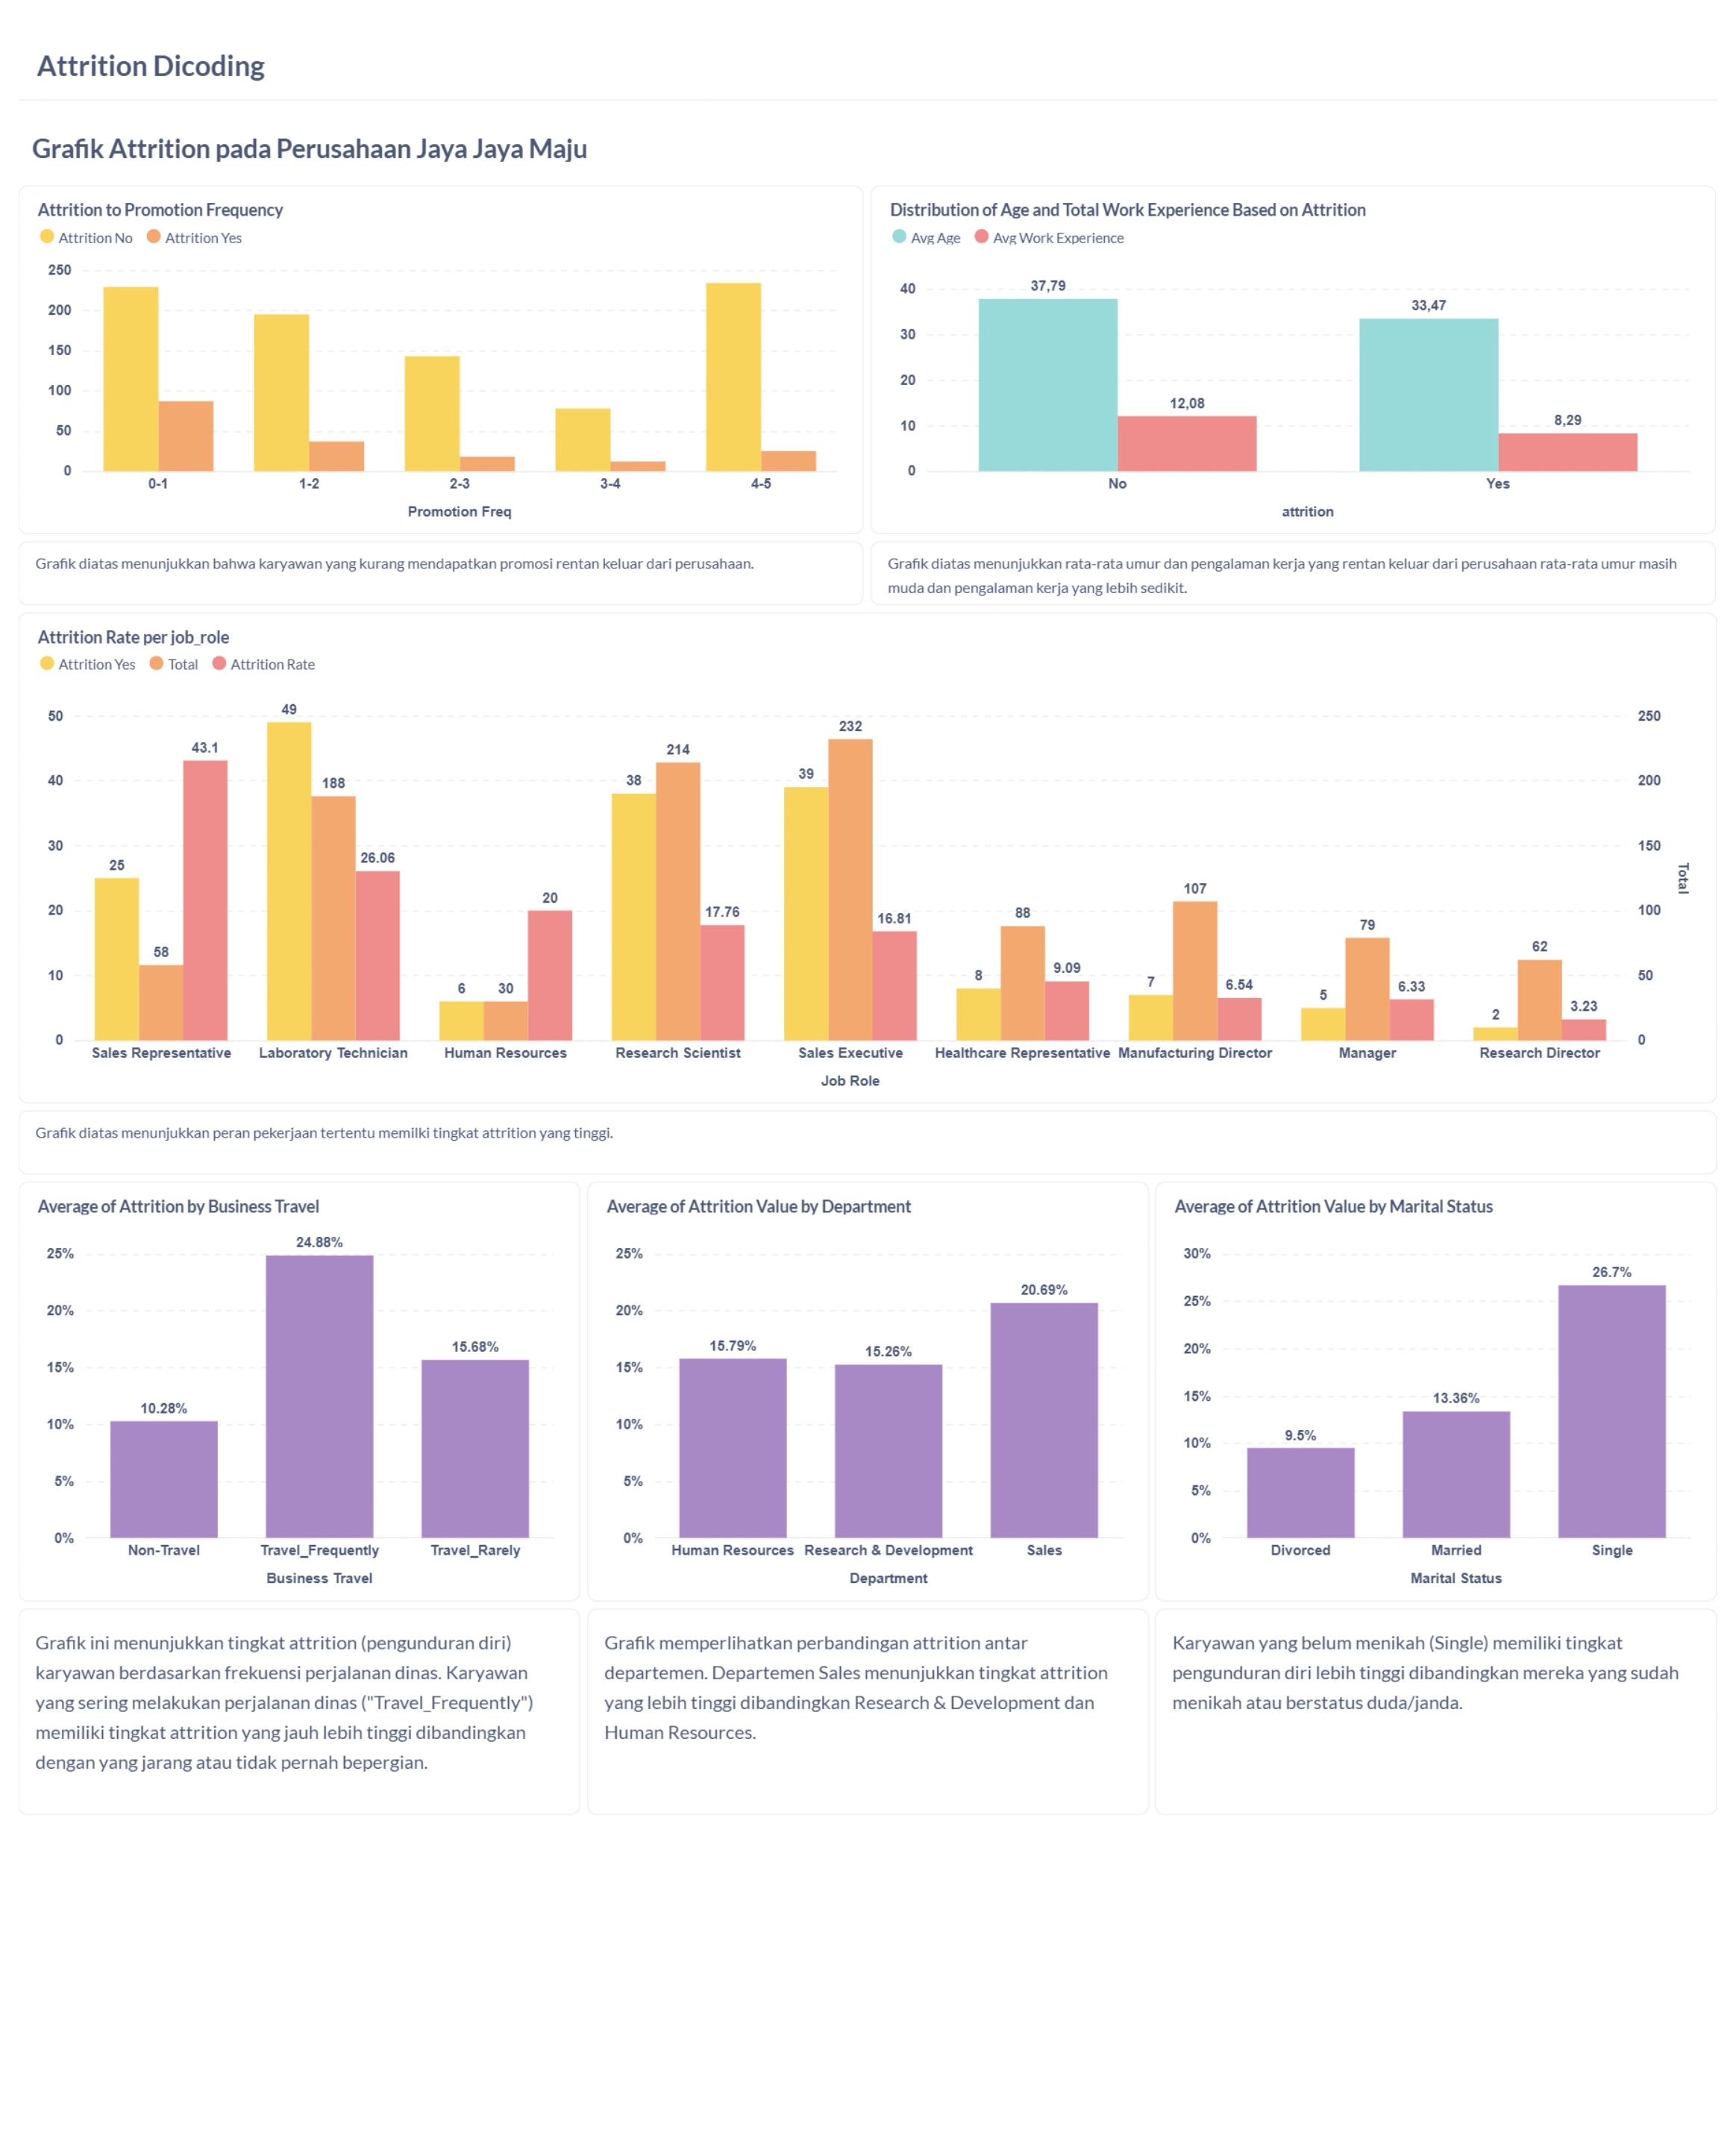 Attrition Dicoding
Grafik Attrition pada Perusahaan Jaya Jaya Maju
Attrition to Promotion Frequency
Attrition No Attrition Yes
250
200
150
100
50
0
0-1 1-2 2-3 3-4 4-5
Promotion Freq
Distribution of Age and Total Work Experience Based on Attrition
Avg Age Avg Work Experience
40
30
20
10
0
37,79
12,08
33,47
8,29
No Yes
attrition
Grafik diatas menunjukkan bahwa karyawan yang kurang mendapatkan promosi rentan keluar dari perusahaan.
Grafik diatas menunjukkan rata-rata umur dan pengalaman kerja yang rentan keluar dari perusahaan rata-rata umur masih
muda dan pengalaman kerja yang lebih sedikit.
Attrition Rate per job_role
Attrition Yes Total Attrition Rate
50
40
30
20
10
0
25 58 43.1
49 188 26.06
6 30 20
38 214 17.76
39 232 16.81
8 88 9.09
7 107 6.54
5 79 6.33
2 62 3.23
250
200
150
100
50
0
Total
Sales Representative Laboratory Technician Human Resources Research Scientist Sales Executive Healthcare Representative Manufacturing Director Manager Research Director
Job Role
Grafik diatas menunjukkan peran pekerjaan tertentu memilki tingkat attrition yang tinggi.
Average of Attrition by Business Travel
25%
20%
15%
10%
5%
0%
10.28% 24.88% 15.68%
Non-Travel Travel_Frequently Travel_Rarely
Business Travel
Average of Attrition Value by Department
25%
20%
15%
10%
5%
0%
15.79% 15.26% 20.69%
Human Resources Research & Development Sales
Department
Average of Attrition Value by Marital Status
30%
25%
20%
15%
10%
5%
0%
9.5% 13.36% 26.7%
Divorced Married Single
Marital Status
Grafik ini menunjukkan tingkat attrition (pengunduran diri)
karyawan berdasarkan frekuensi perjalanan dinas. Karyawan
yang sering melakukan perjalanan dinas ("Travel_Frequently")
memiliki tingkat attrition yang jauh lebih tinggi dibandingkan
dengan yang jarang atau tidak pernah bepergian.
Grafik memperlihatkan perbandingan attrition antar
departemen. Departemen Sales menunjukkan tingkat attrition
yang lebih tinggi dibandingkan Research & Development dan
Human Resources.
Karyawan yang belum menikah (Single) memiliki tingkat
pengunduran diri lebih tinggi dibandingkan mereka yang sudah
menikah atau berstatus duda/janda.